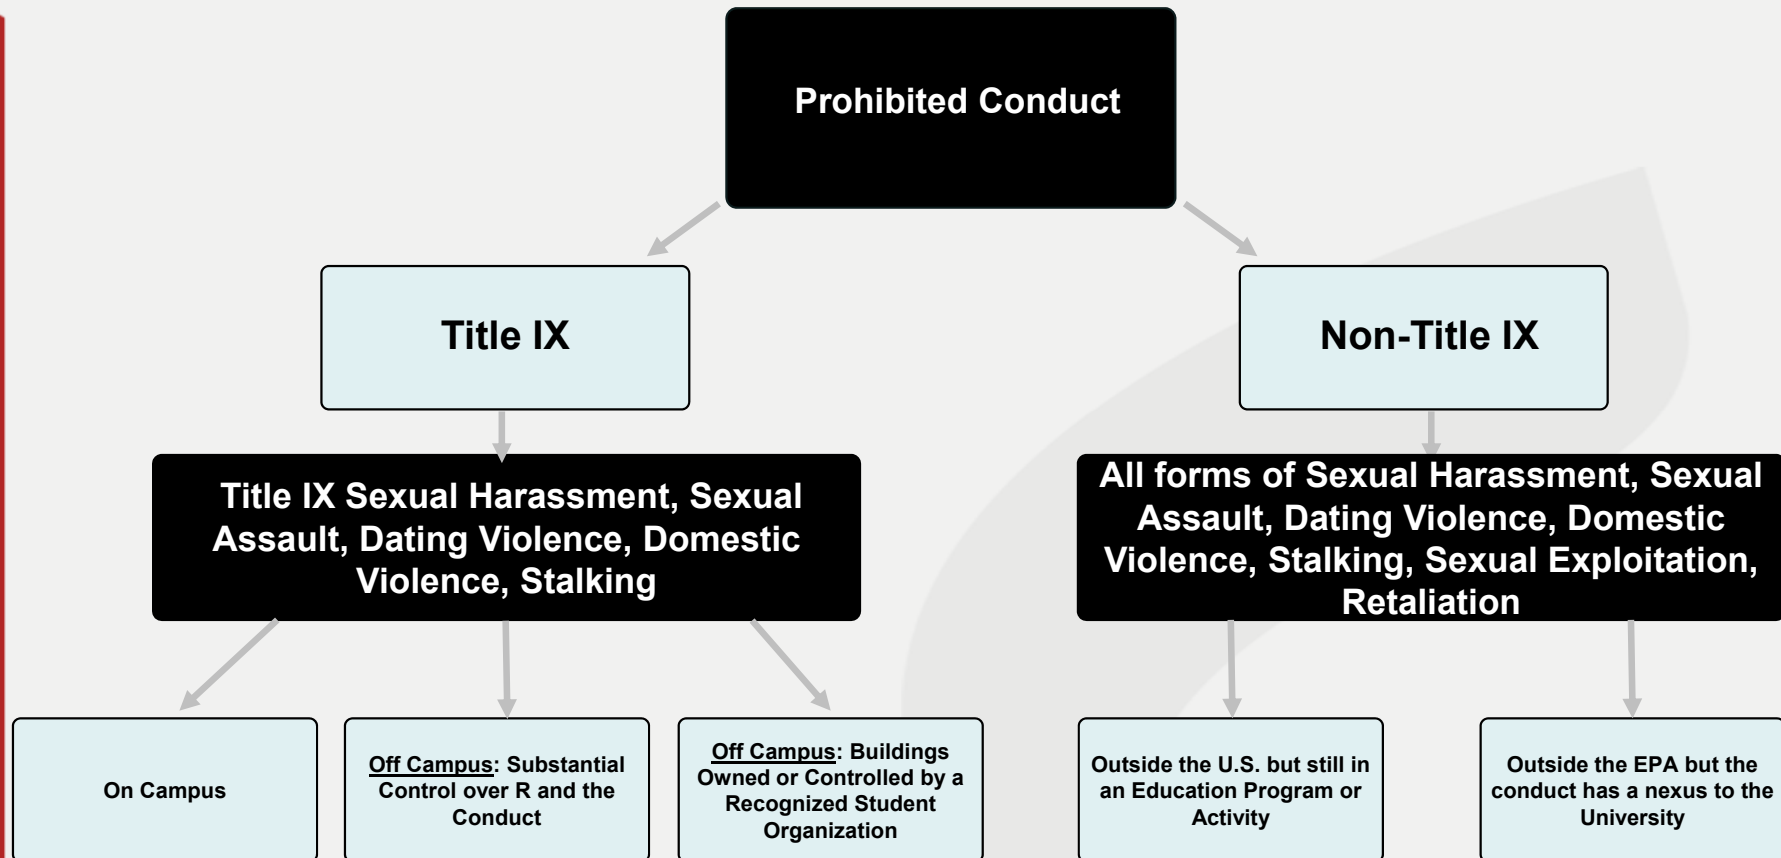 Prohibited Conduct
Title IX
Non-Title IX
Title IX Sexual Harassment, Sexual
Assault, Dating Violence, Domestic
Violence, Stalking
All forms of Sexual Harassment, Sexual
Assault, Dating Violence, Domestic
Violence, Stalking, Sexual Exploitation,
Retaliation
On Campus
Off Campus: Substantial
Control over R and the
Conduct
Off Campus: Buildings
Owned or Controlled by a
Recognized Student
Organization
Outside the U.S. but still in
an Education Program or
Activity
Outside the EPA but the
conduct has a nexus to the
University